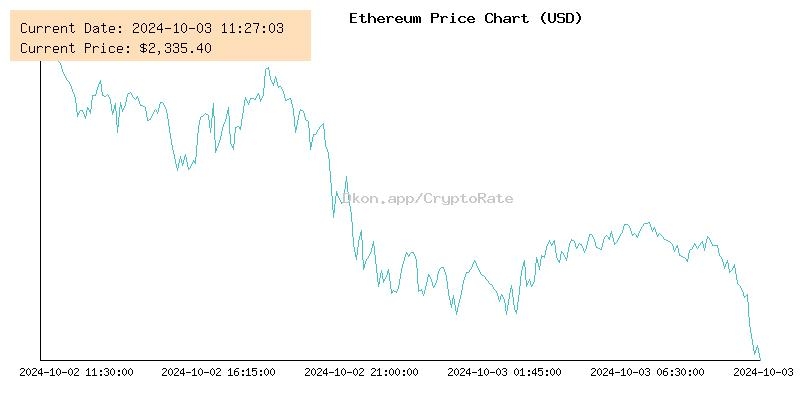 Ethereum Price Chart (USD)
Current Date: 2024-10-03 11:27:03
Current Price: $2,335.40
Dkon.app/CryptoRate
2024-10-02 11:30:00 2024-10-02 16:15:00 2024-10-02 21:00:00 2024-10-03 01:45:00 2024-10-03 06:30:00 2024-10-03